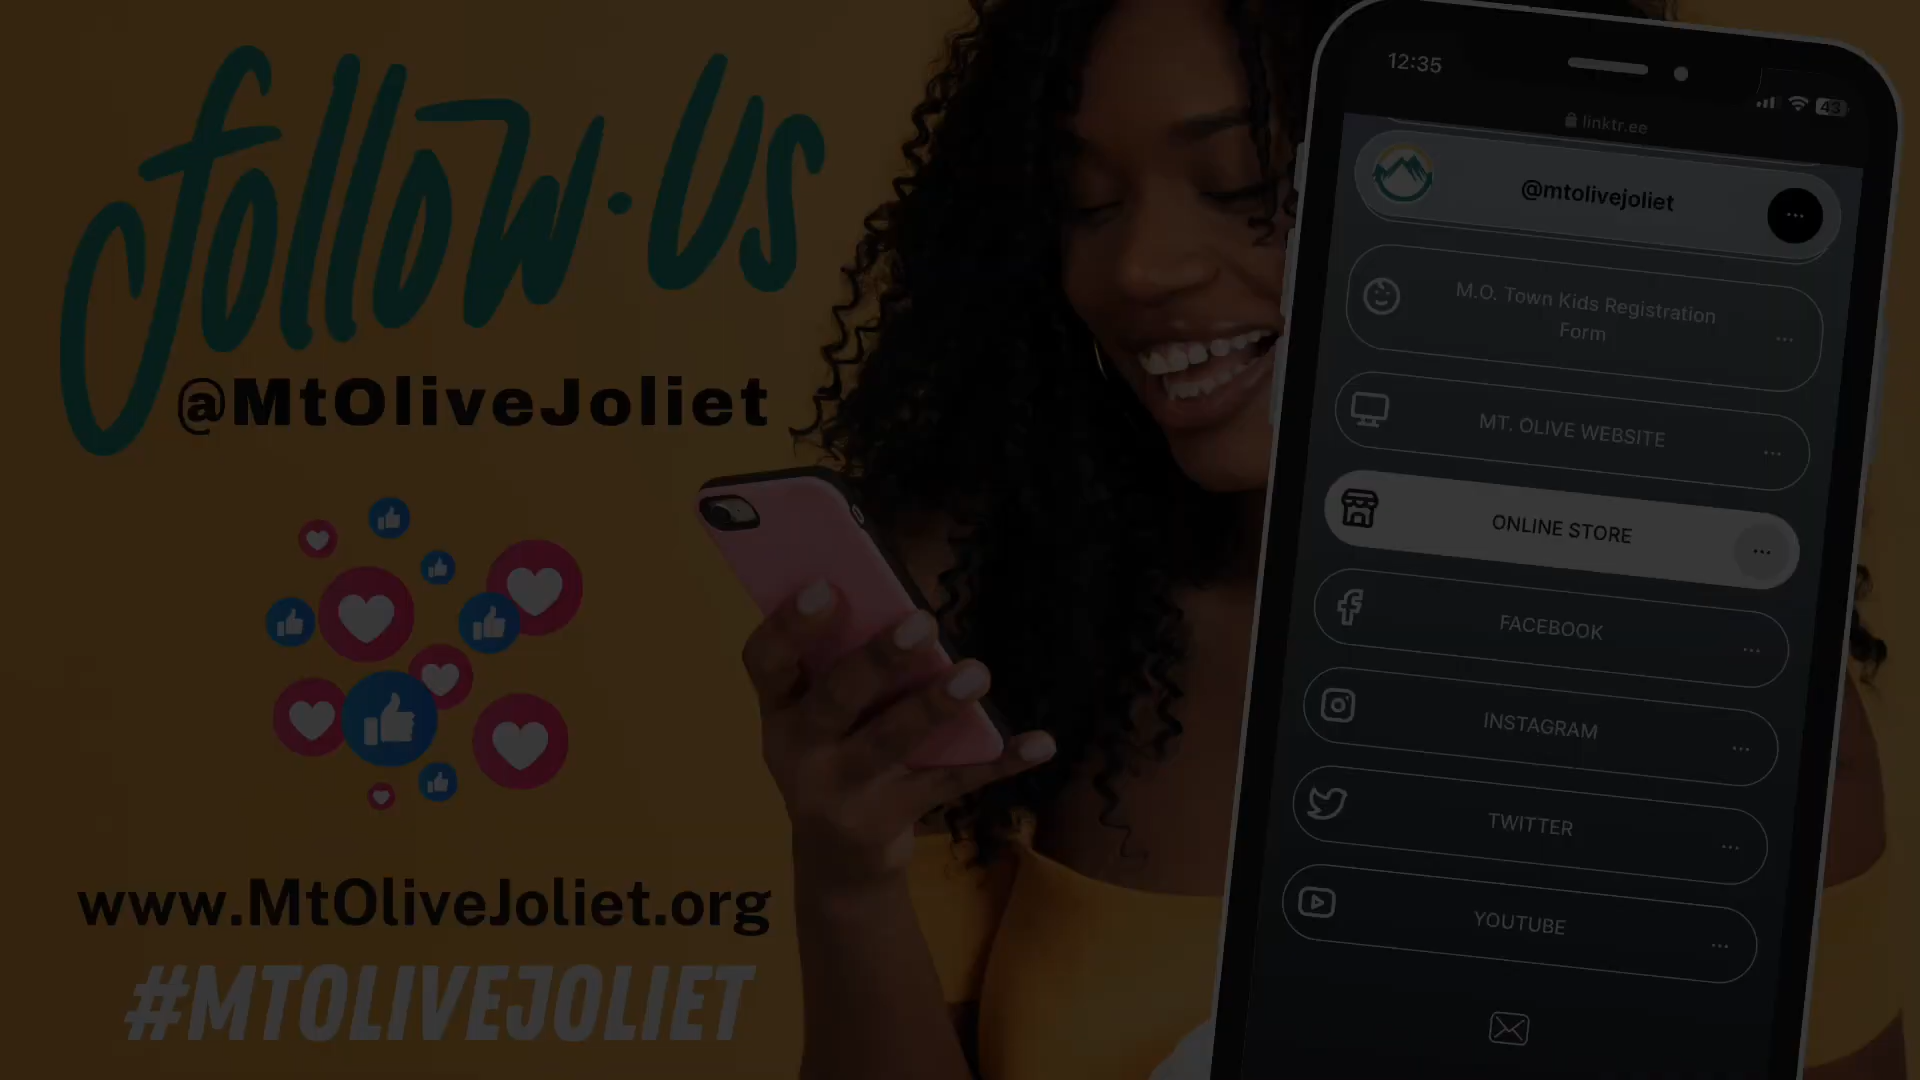 follow·Us
@MtOliveJoliet
www.MtOliveJoliet.org
#MTOLIVEJOLIET
12:35
43
linktr.ee
@mtolivejoliet
M.O. Town Kids Registration
Form
MT. OLIVE WEBSITE
ONLINE STORE
FACEBOOK
INSTAGRAM
TWITTER
YOUTUBE